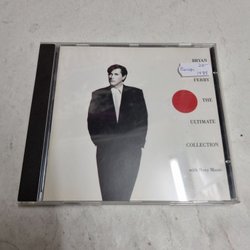 BRYAN
FERRY
THE
ULTIMATE
COLLECTION
with Roxy Music